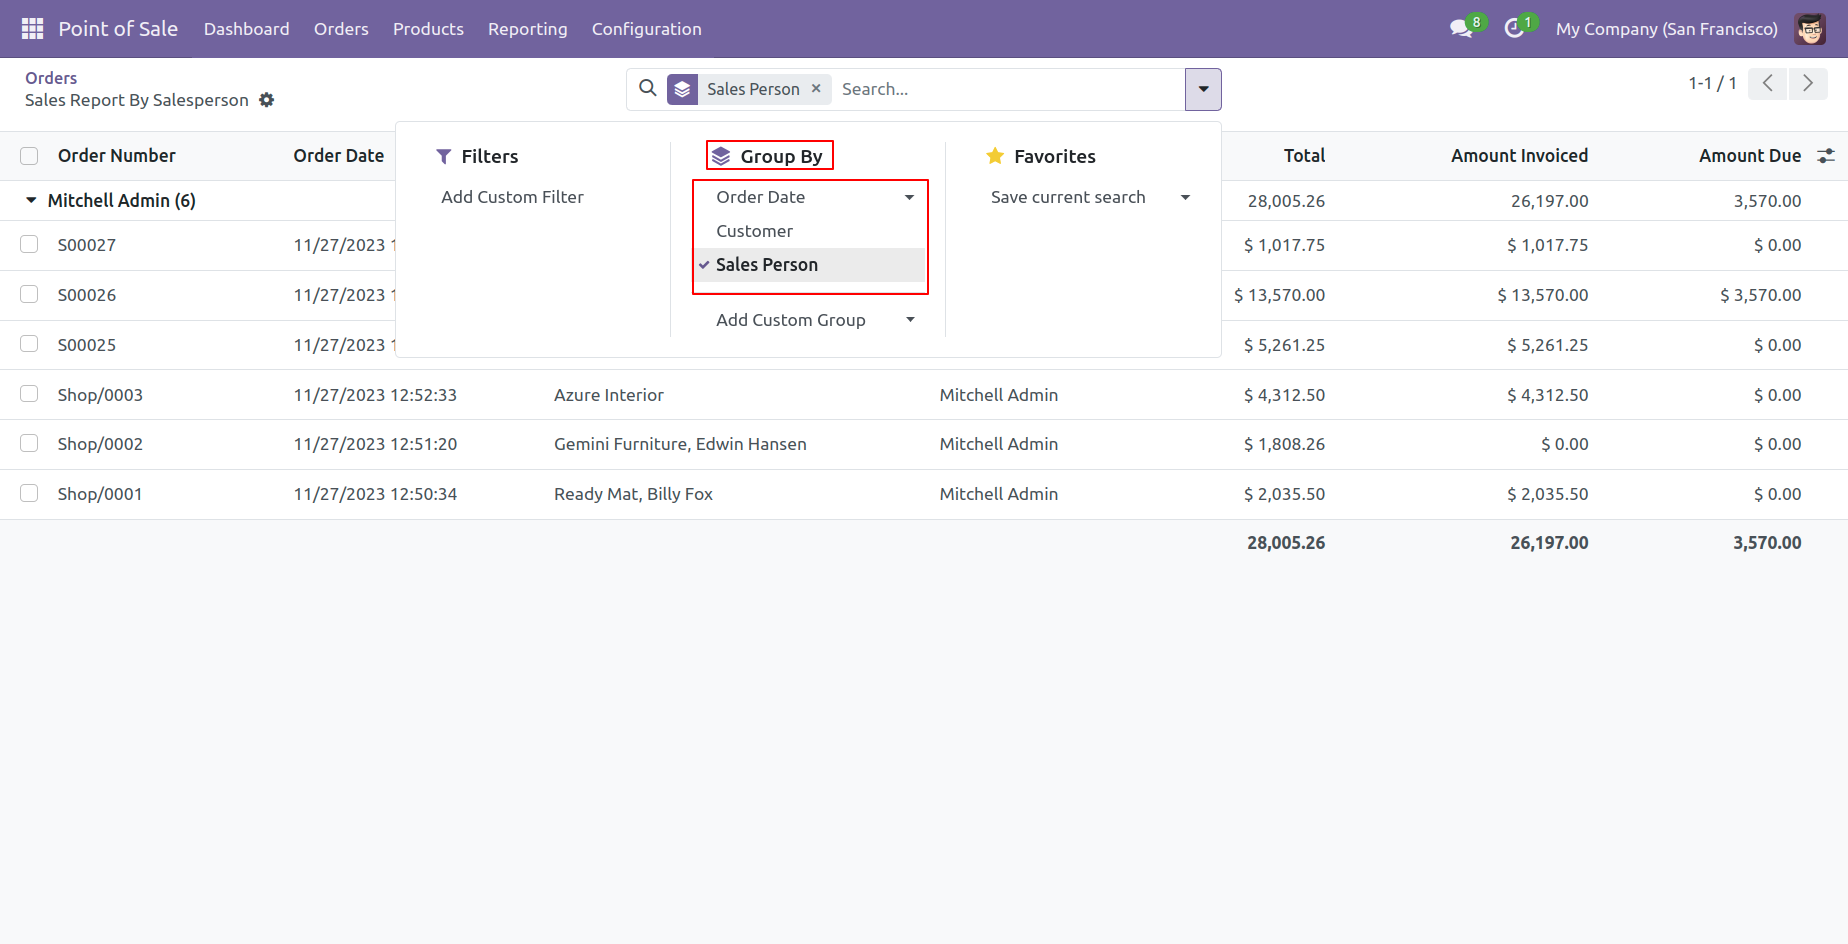 Point of Sale Dashboard Orders Products Reporting Configuration 8 1 My Company (San Francisco)
Orders
Sales Report By Salesperson
Sales Person × Search...
1-1 / 1
Order Number Order Date Total Amount Invoiced Amount Due
Filters
Add Custom Filter
Group By
Order Date
Customer
Sales Person
Add Custom Group
Favorites
Save current search
Mitchell Admin (6) 28,005.26 26,197.00 3,570.00
S00027 11/27/2023 $ 1,017.75 $ 1,017.75 $ 0.00
S00026 11/27/2023 $ 13,570.00 $ 13,570.00 $ 3,570.00
S00025 11/27/2023 $ 5,261.25 $ 5,261.25 $ 0.00
Shop/0003 11/27/2023 12:52:33 Azure Interior Mitchell Admin $ 4,312.50 $ 4,312.50 $ 0.00
Shop/0002 11/27/2023 12:51:20 Gemini Furniture, Edwin Hansen Mitchell Admin $ 1,808.26 $ 0.00 $ 0.00
Shop/0001 11/27/2023 12:50:34 Ready Mat, Billy Fox Mitchell Admin $ 2,035.50 $ 2,035.50 $ 0.00
28,005.26 26,197.00 3,570.00